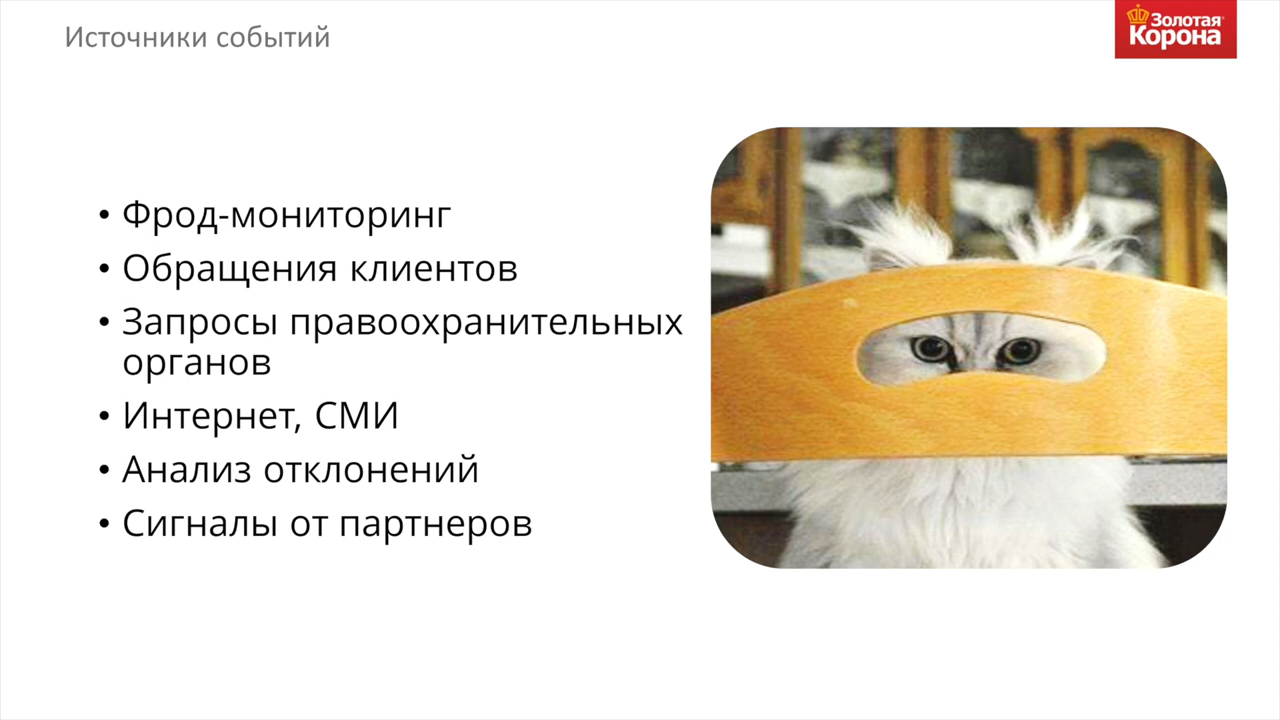 Источники событий
Золотая
Корона
• Фрод-мониторинг
• Обращения клиентов
• Запросы правоохранительных
органов
• Интернет, СМИ
• Анализ отклонений
• Сигналы от партнеров